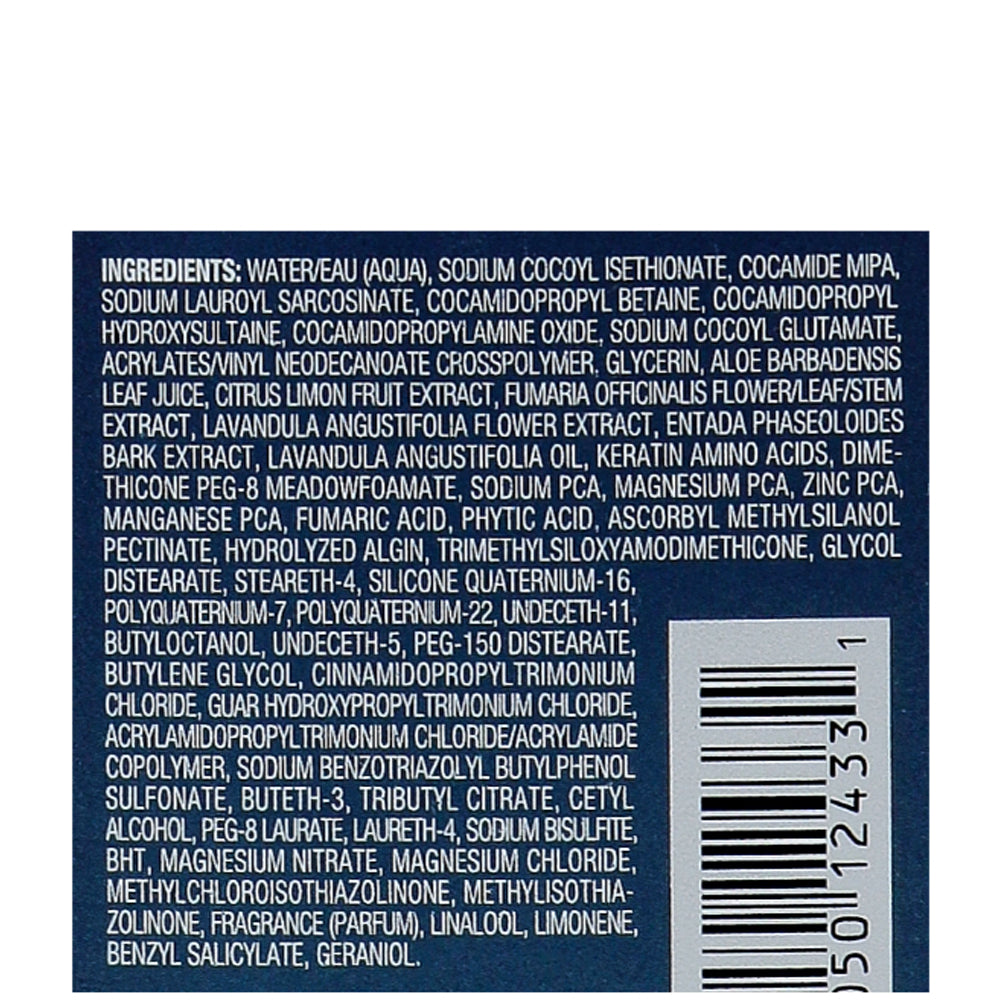 INGREDIENTS: WATER/EAU (AQUA), SODIUM COCOYL ISETHIONATE, COCAMIDE MIPA,
SODIUM LAUROYL SARCOSINATE, COCAMIDOPROPYL BETAINE, COCAMIDOPROPYL
HYDROXYSULTAINE, COCAMIDOPROPYLAMINE OXIDE, SODIUM COCOYL GLUTAMATE,
ACRYLATES/VINYL NEODECANOATE CROSSPOLYMER, GLYCERIN, ALOE BARBADENSIS
LEAF JUICE, CITRUS LIMON FRUIT EXTRACT, FUMARIA OFFICINALIS FLOWER/LEAF/STEM
EXTRACT, LAVANDULA ANGUSTIFOLIA FLOWER EXTRACT, ENTADA PHASEOLOIDES
BARK EXTRACT, LAVANDULA ANGUSTIFOLIA OIL, KERATIN AMINO ACIDS, DIME-
THICONE PEG-8 MEADOWFOAMATE, SODIUM PCA, MAGNESIUM PCA, ZINC PCA,
MANGANESE PCA, FUMARIC ACID, PHYTIC ACID, ASCORBYL METHYLSILANOL
PECTINATE, HYDROLYZED ALGIN, TRIMETHYLSILOXYAMODIMETHICONE, GLYCOL
DISTEARATE, STEARETH-4, SILICONE QUATERNIUM-16,
POLYQUATERNIUM-7, POLYQUATERNIUM-22, UNDECETH-11,
BUTYLOCTANOL, UNDECETH-5, PEG-150 DISTEARATE,
BUTYLENE GLYCOL, CINNAMIDOPROPYLTRIMONIUM
CHLORIDE, GUAR HYDROXYPROPYLTRIMONIUM CHLORIDE,
ACRYLAMIDOPROPYLTRIMONIUM CHLORIDE/ACRYLAMIDE
COPOLYMER, SODIUM BENZOTRIAZOLYL BUTYLPHENOL
SULFONATE, BUTETH-3, TRIBUTYL CITRATE, CETYL
ALCOHOL, PEG-8 LAURATE, LAURETH-4, SODIUM BISULFITE,
BHT, MAGNESIUM NITRATE, MAGNESIUM CHLORIDE,
METHYLCHLOROISOTHIAZOLINONE, METHYLISOTHIA-
ZOLINONE, FRAGRANCE (PARFUM), LINALOOL, LIMONENE,
BENZYL SALICYLATE, GERANIOL.
050 12433 1